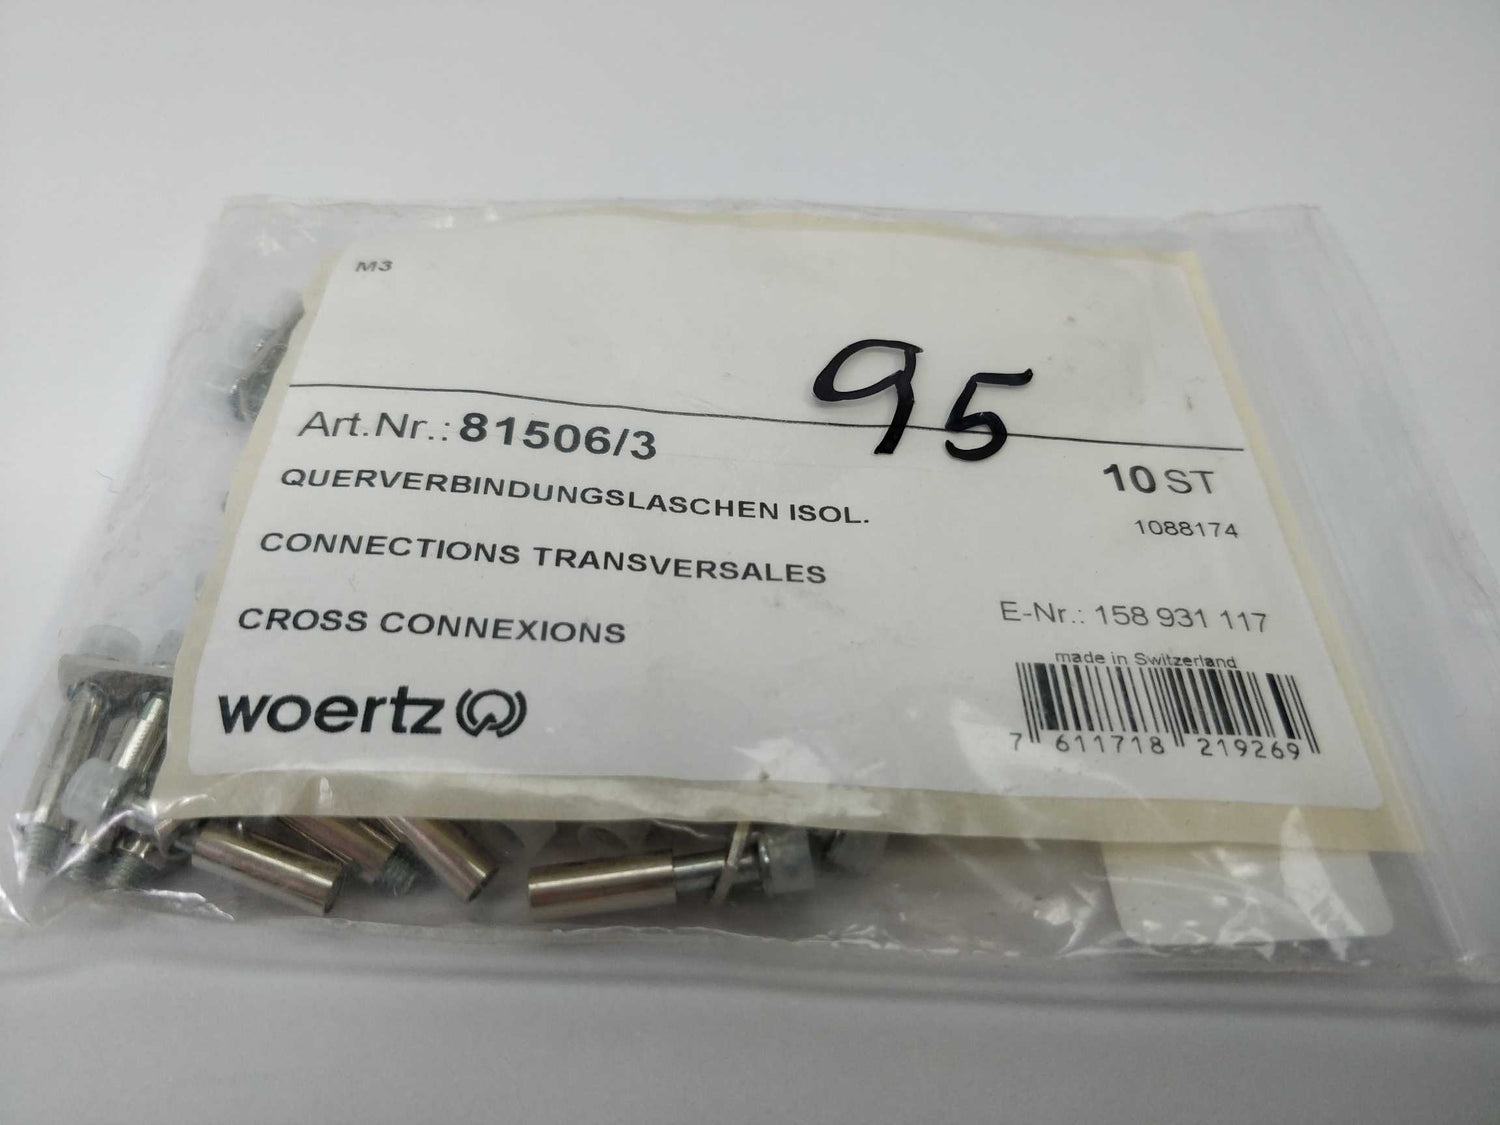 M3
95
Art.Nr.: 81506/3
10 ST
QUERVERBINDUNGSLASCHEN ISOL.
1088174
CONNECTIONS TRANSVERSALES
E-Nr.: 158 931 117
CROSS CONNEXIONS
made in Switzerland
woertz
7 611718 219269